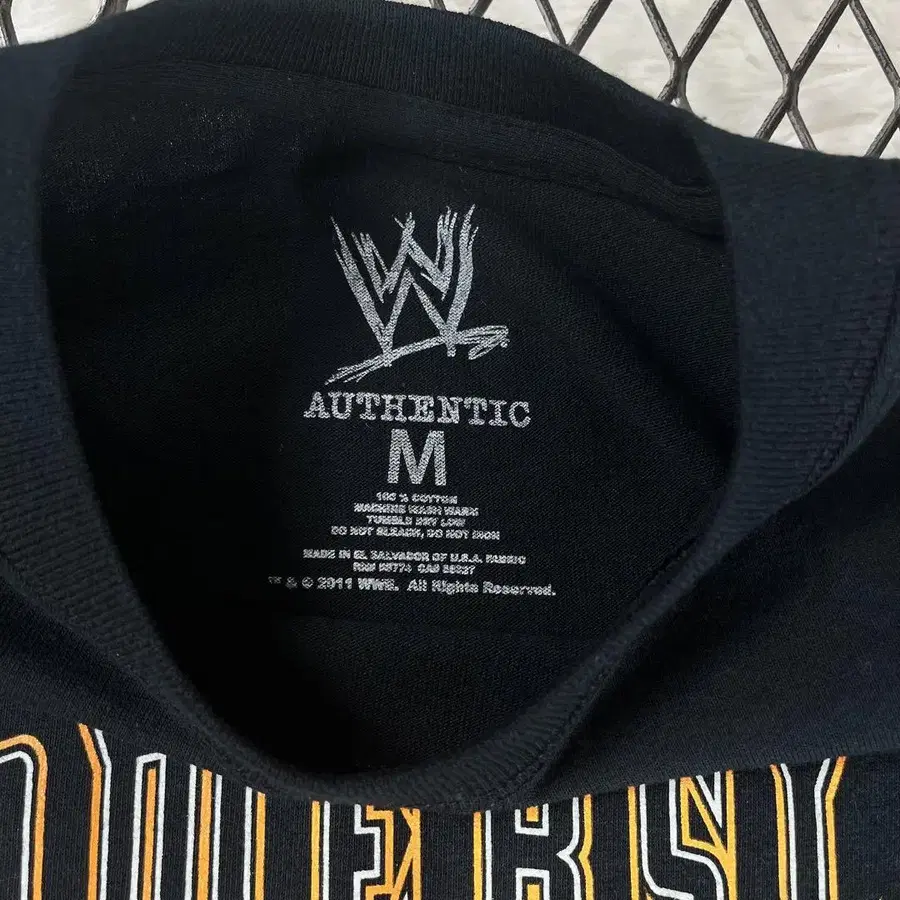 W
AUTHENTIC
M
100 % COTTON
MACHINE WASH WARM
TUMBLE DRY LOW
DO NOT BLEACH, DO NOT IRON
MADE IN EL SALVADOR OF U.S.A. FABRIC
™ & © 2011 WWE. All Rights Reserved.